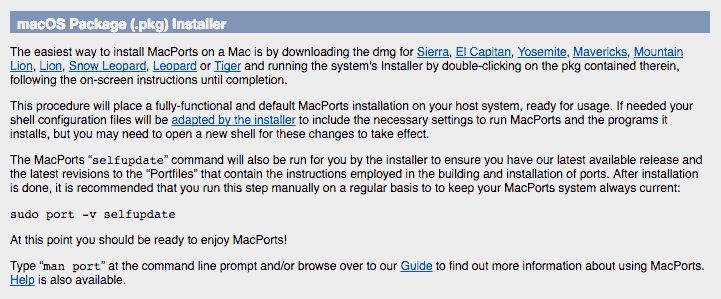 macOS Package (.pkg) Installer
The easiest way to install MacPorts on a Mac is by downloading the dmg for Sierra, El Capitan, Yosemite, Mavericks, Mountain
Lion, Lion, Snow Leopard, Leopard or Tiger and running the system's Installer by double-clicking on the pkg contained therein,
following the on-screen instructions until completion.
This procedure will place a fully-functional and default MacPorts installation on your host system, ready for usage. If needed your
shell configuration files will be adapted by the installer to include the necessary settings to run MacPorts and the programs it
installs, but you may need to open a new shell for these changes to take effect.
The MacPorts “selfupdate” command will also be run for you by the installer to ensure you have our latest available release and
the latest revisions to the “Portfiles” that contain the instructions employed in the building and installation of ports. After installation
is done, it is recommended that you run this step manually on a regular basis to to keep your MacPorts system always current:
sudo port -v selfupdate
At this point you should be ready to enjoy MacPorts!
Type “man port” at the command line prompt and/or browse over to our Guide to find out more information about using MacPorts.
Help is also available.